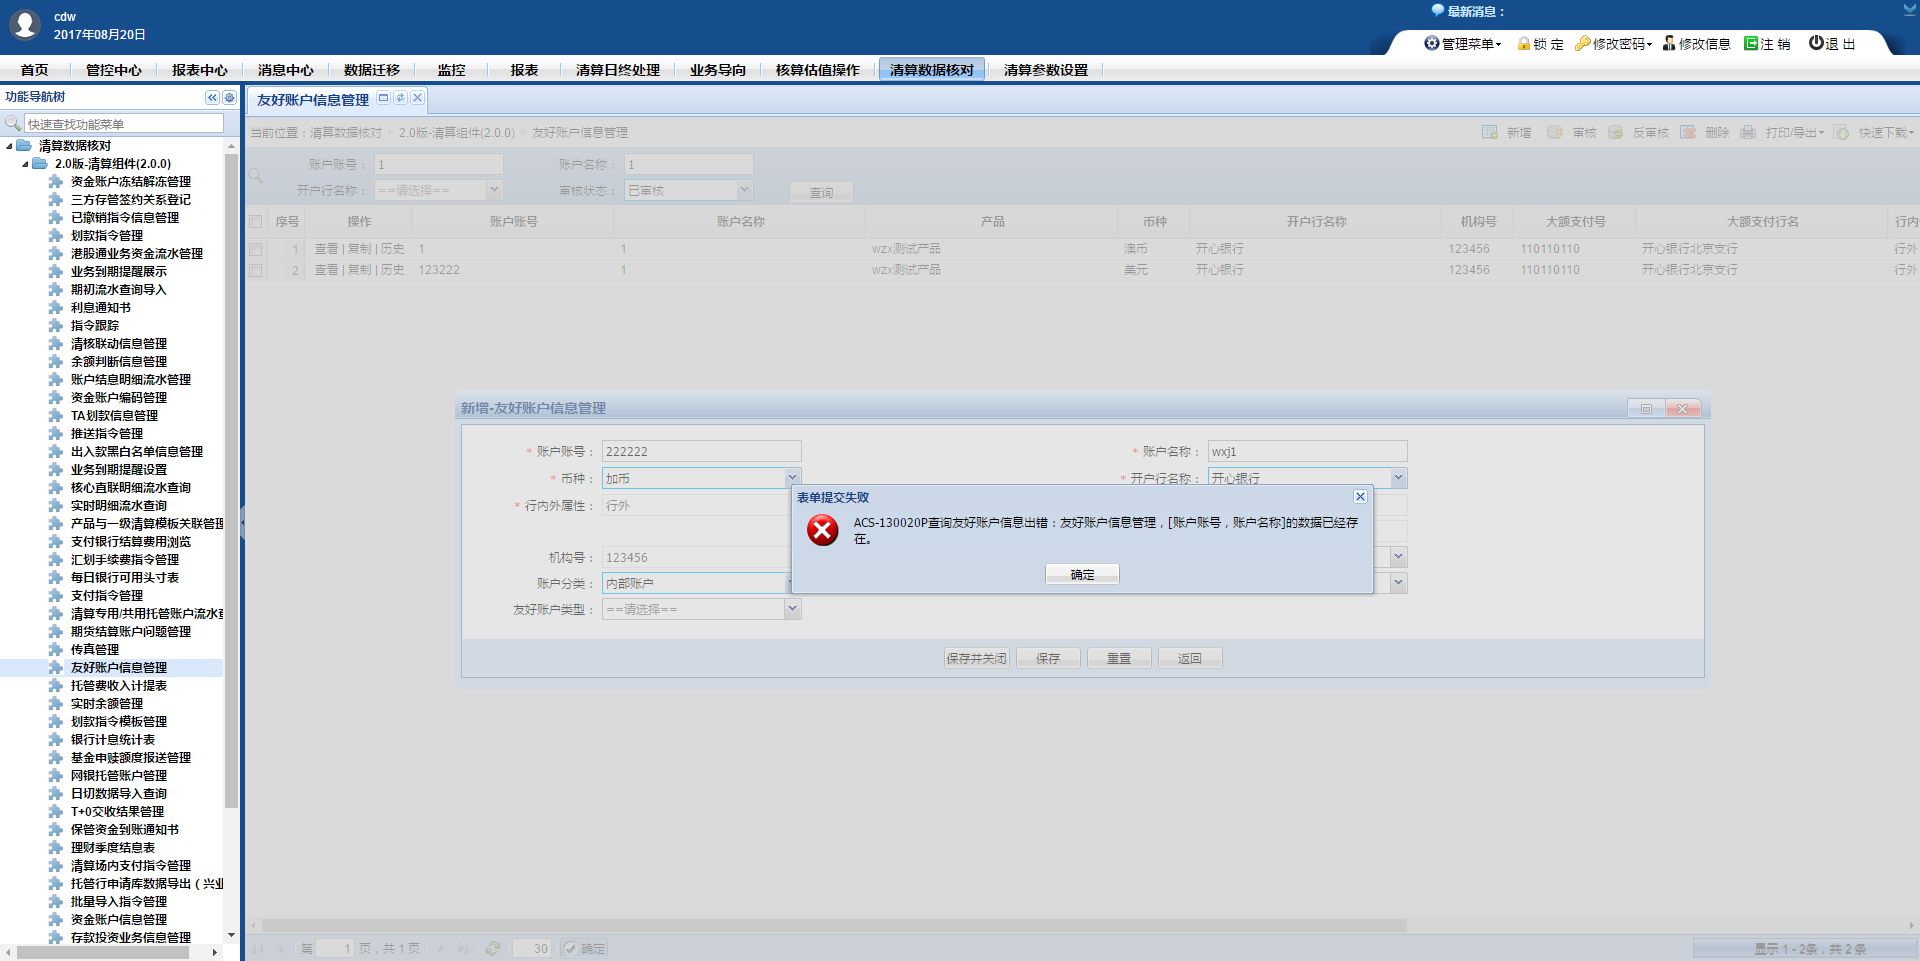 cdw
2017年08月20日
最新消息：
管理菜单 锁 定 修改密码 修改信息 注 销 退 出
首页 管控中心 报表中心 消息中心 数据迁移 监控 报表 清算日终处理 业务导向 核算估值操作 清算数据核对 清算参数设置
功能导航树
快速查找功能菜单
清算数据核对
2.0版-清算组件(2.0.0)
资金账户冻结解冻管理
三方存管签约关系登记
已撤销指令信息管理
划款指令管理
港股通业务资金流水管理
业务到期提醒展示
期初流水查询导入
利息通知书
指令跟踪
清核联动信息管理
余额判断信息管理
账户结息明细流水管理
资金账户编码管理
TA划款信息管理
推送指令管理
出入款黑白名单信息管理
业务到期提醒设置
核心直联明细流水查询
实时明细流水查询
产品与一级清算模板关联管理
支付银行结算费用浏览
汇划手续费指令管理
每日银行可用头寸表
支付指令管理
清算专用/共用托管账户流水查
期货结算账户问题管理
传真管理
友好账户信息管理
托管费收入计提表
实时余额管理
划款指令模板管理
银行计息统计表
基金申赎额度报送管理
网银托管账户管理
日切数据导入查询
T+0交收结果管理
保管资金到账通知书
理财季度结息表
清算场内支付指令管理
托管行申请库数据导出（兴业
批量导入指令管理
资金账户信息管理
存款投资业务信息管理
友好账户信息管理
当前位置：清算数据核对 2.0版-清算组件(2.0.0) 友好账户信息管理
新增 审核 反审核 删除 打印/导出 快速下载
账户账号： 1 账户名称： 1
开户行名称： ==请选择== 审核状态： 已审核 查询
序号 操作 账户账号 账户名称 产品 币种 开户行名称 机构号 大额支付号 大额支付行名 行内
1 查看 | 复制 | 历史 1 1 wzx测试产品 澳币 开心银行 123456 110110110 开心银行北京支行 行外
2 查看 | 复制 | 历史 123222 1 wzx测试产品 美元 开心银行 123456 110110110 开心银行北京支行 行外
新增-友好账户信息管理
* 账户账号： 222222 * 账户名称： wxj1
* 币种： 加币 * 开户行名称： 开心银行
* 行内外属性： 行外
机构号： 123456
账户分类： 内部账户
友好账户类型： ==请选择==
保存并关闭 保存 重置 返回
表单提交失败
ACS-130020P查询友好账户信息出错：友好账户信息管理，[账户账号，账户名称]的数据已经存
在。
确定
第 1 页，共 1 页 30 确定
显示 1 - 2条，共 2 条